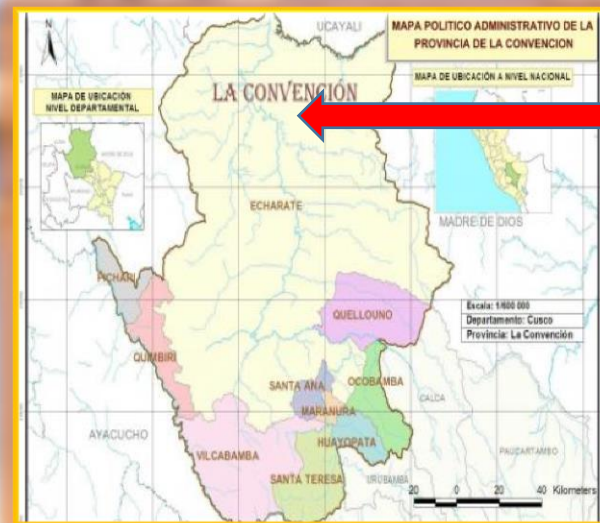 N
UCAYALI
MAPA POLITICO ADMINISTRATIVO DE LA
PROVINCIA DE LA CONVENCION
MAPA DE UBICACIÓN
NIVEL DEPARTAMENTAL
LA CONVENCIÓN
MAPA DE UBICACIÓN A NIVEL NACIONAL
ECHARATE
MADRE DE DIOS
PICHARI
QUIMBIRI
QUELLOUNO
Escala: 1/600 000
Departamento: Cusco
Provincia: La Convención
SANTA ANA
OCOBAMBA
MARANURA
CALCA
AYACUCHO
HUAYOPATA
VILCABAMBA
PAUCARTAMBO
SANTA TERESA
URUBAMBA
20 0 20 40 Kilometers